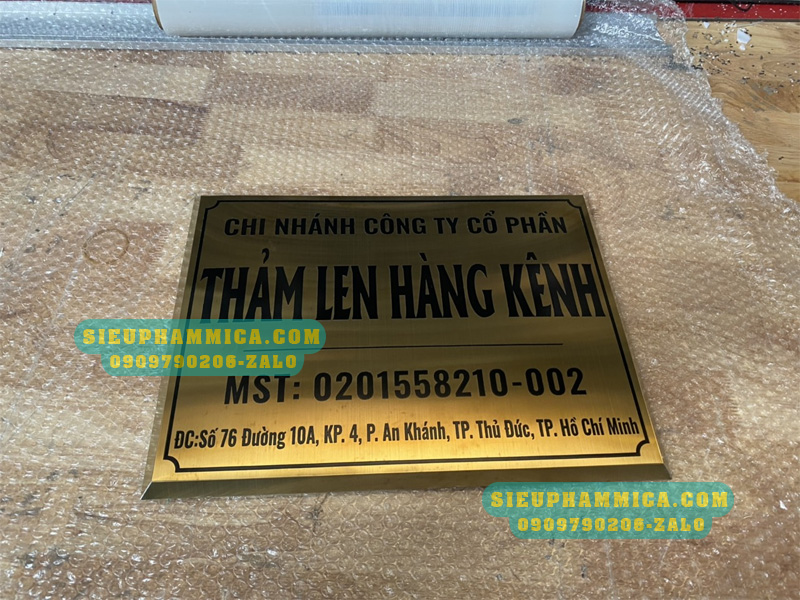 CHI NHÁNH CÔNG TY CỔ PHẦN
THẢM LEN HÀNG KÊNH
SIEUPHAMMICA.COM
0909790206-ZALO
MST: 0201558210-002
ĐC:Số 76 Đường 10A, KP. 4, P. An Khánh, TP. Thủ Đức, TP. Hồ Chí Minh
SIEUPHAMMICA.COM
0909790206-ZALO